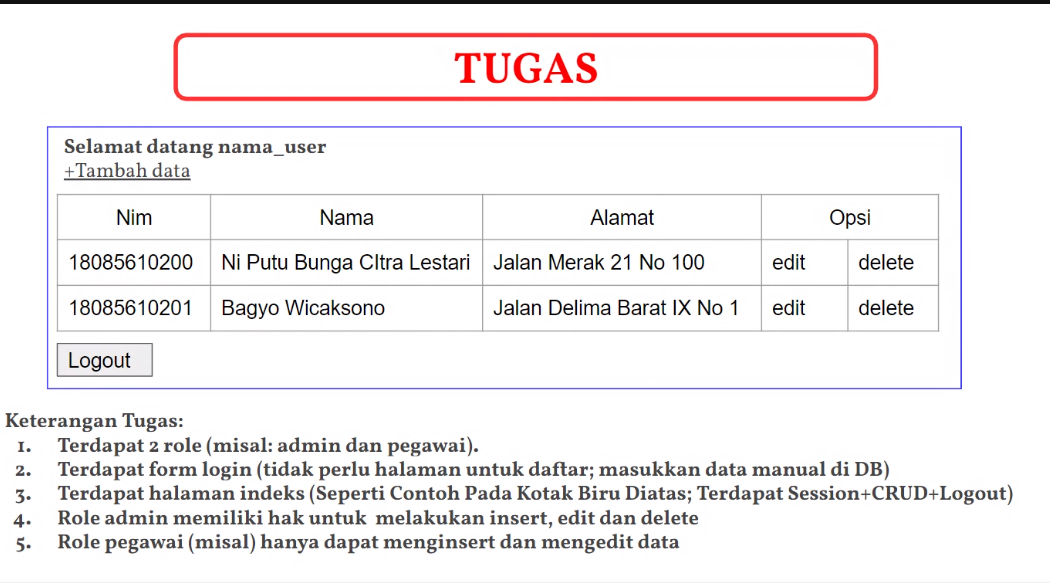 TUGAS
Selamat datang nama_user
+Tambah data
Nim Nama Alamat Opsi
18085610200 Ni Putu Bunga CItra Lestari Jalan Merak 21 No 100 edit delete
18085610201 Bagyo Wicaksono Jalan Delima Barat IX No 1 edit delete
Logout
Keterangan Tugas:
1. Terdapat 2 role (misal: admin dan pegawai).
2. Terdapat form login (tidak perlu halaman untuk daftar; masukkan data manual di DB)
3. Terdapat halaman indeks (Seperti Contoh Pada Kotak Biru Diatas; Terdapat Session+CRUD+Logout)
4. Role admin memiliki hak untuk melakukan insert, edit dan delete
5. Role pegawai (misal) hanya dapat menginsert dan mengedit data